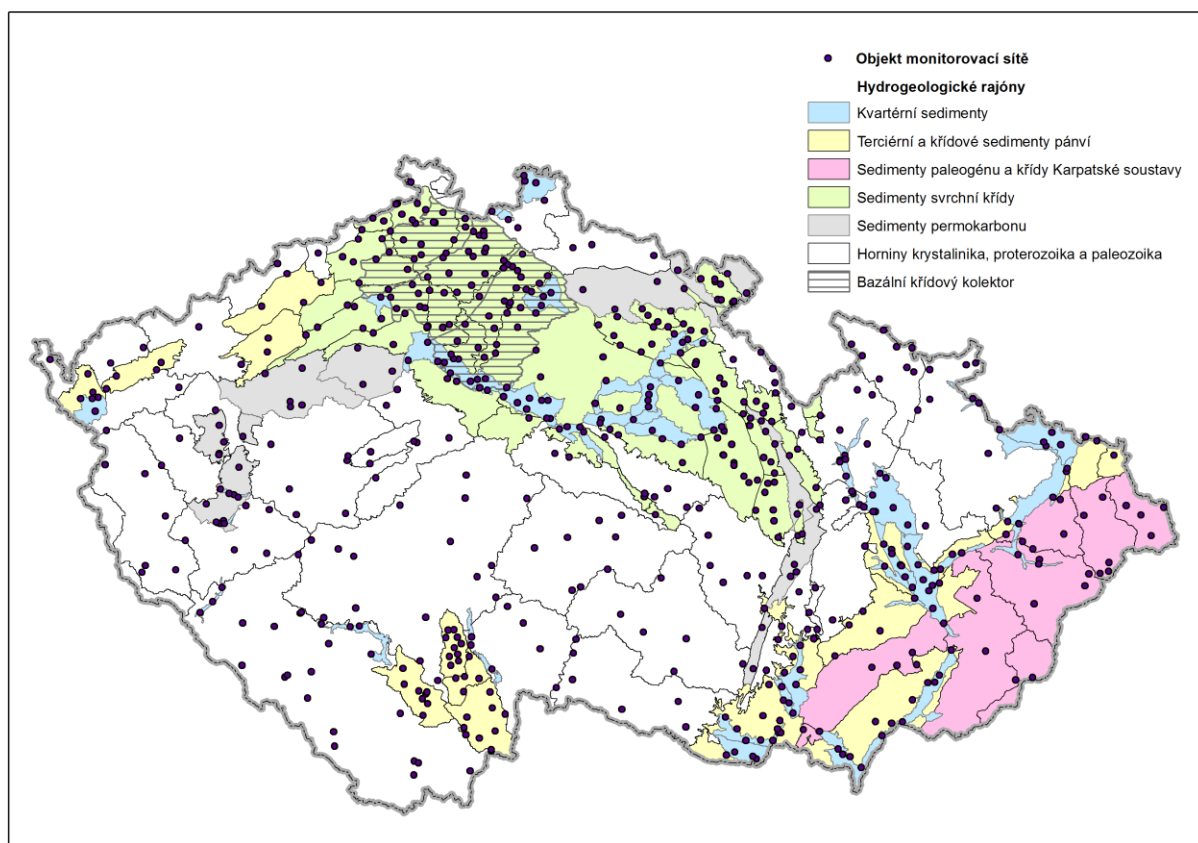 Objekt monitorovací sítě
Hydrogeologické rajóny
Kvartérní sedimenty
Terciérní a křídové sedimenty pánví
Sedimenty paleogénu a křídy Karpatské soustavy
Sedimenty svrchní křídy
Sedimenty permokarbonu
Horniny krystalinika, proterozoika a paleozoika
Bazální křídový kolektor